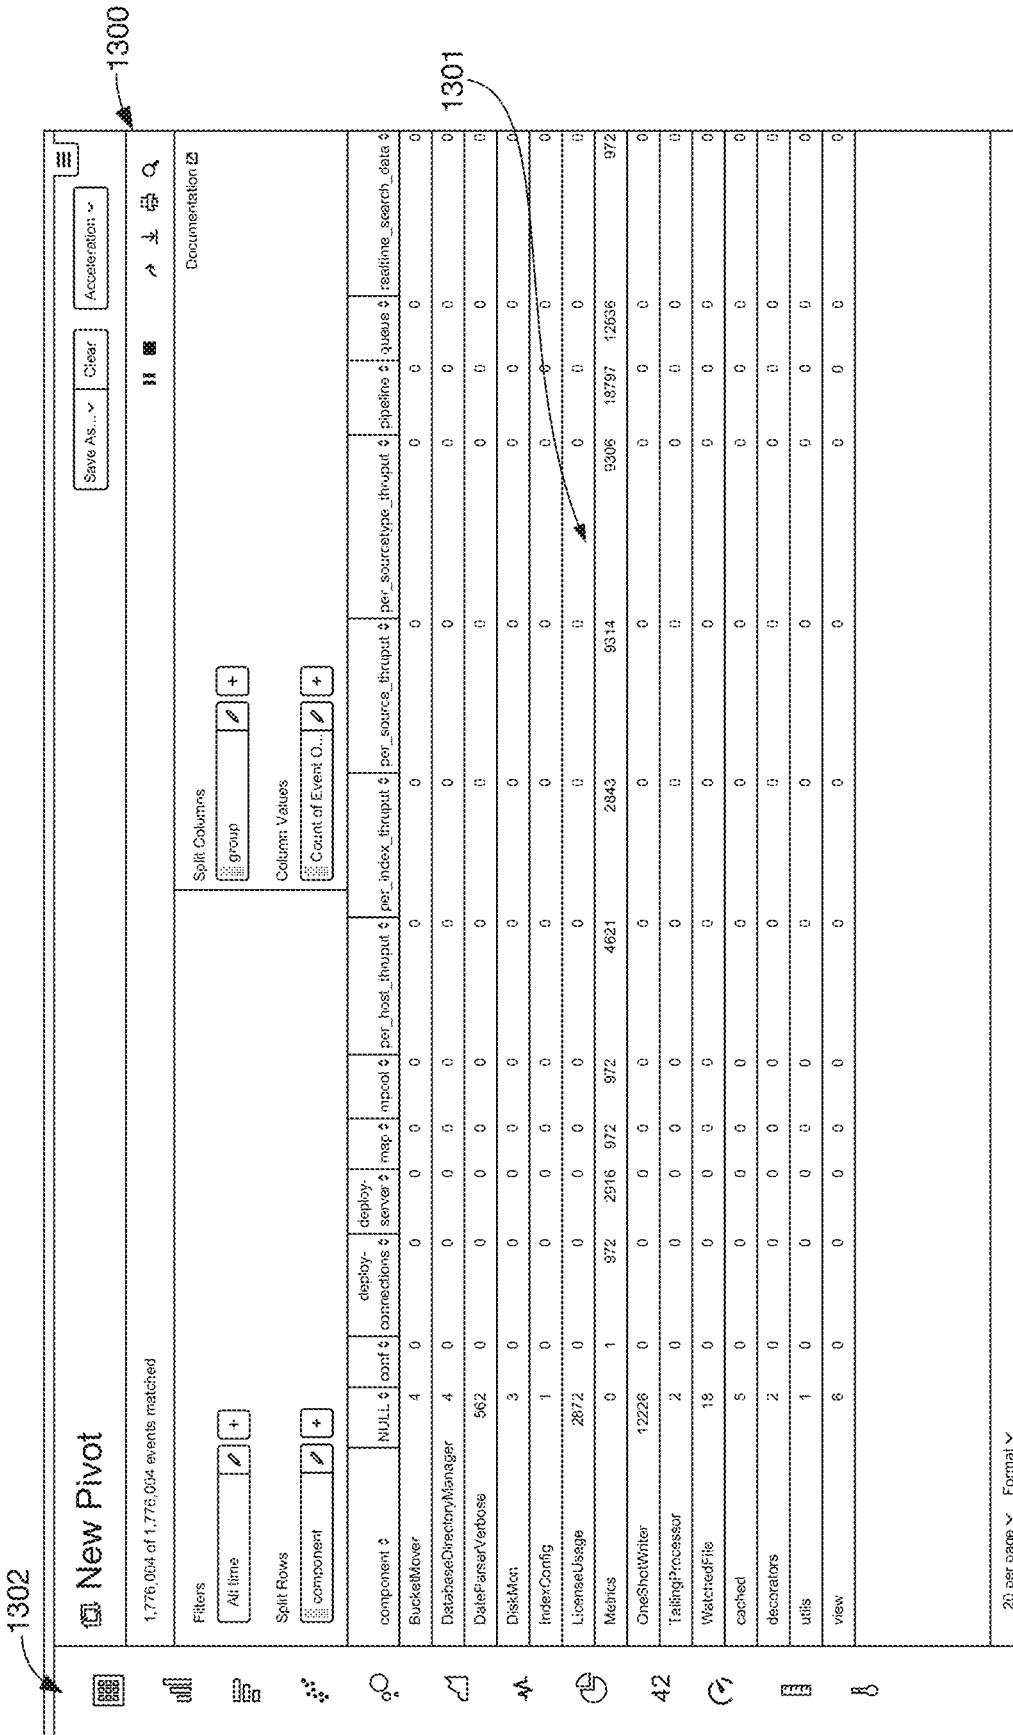 1302
1300
New Pivot
Save As... Clear Acceleration
1,776,004 of 1,776,004 events matched
Documentation
Filters
All time
+
Split Columns
group
+
Split Rows
component
+
Column Values
Count of Event O...
+
1301
component NULL conf deploy-connections deploy-server map mpool per_host_thruput per_index_thruput per_source_thruput per_sourcetype_thruput pipeline queue realtime_search_data
BucketMover 4 0 0 0 0 0 0 0 0 0 0 0 0
DatabaseDirectoryManager 4 0 0 0 0 0 0 0 0 0 0 0 0
DateParserVerbose 562 0 0 0 0 0 0 0 0 0 0 0 0
DiskMon 3 0 0 0 0 0 0 0 0 0 0 0 0
IndexConfig 1 0 0 0 0 0 0 0 0 0 0 0 0
LicenseUsage 2872 0 0 0 0 0 0 0 0 0 0 0 0
Metrics 0 1 972 2916 972 972 4621 2843 9314 9306 18797 12636 972
OneShotWriter 12226 0 0 0 0 0 0 0 0 0 0 0 0
TailingProcessor 2 0 0 0 0 0 0 0 0 0 0 0 0
WatchedFile 18 0 0 0 0 0 0 0 0 0 0 0 0
cached 5 0 0 0 0 0 0 0 0 0 0 0 0
decorators 2 0 0 0 0 0 0 0 0 0 0 0 0
utils 1 0 0 0 0 0 0 0 0 0 0 0 0
view 6 0 0 0 0 0 0 0 0 0 0 0 0
42
20 per page Format